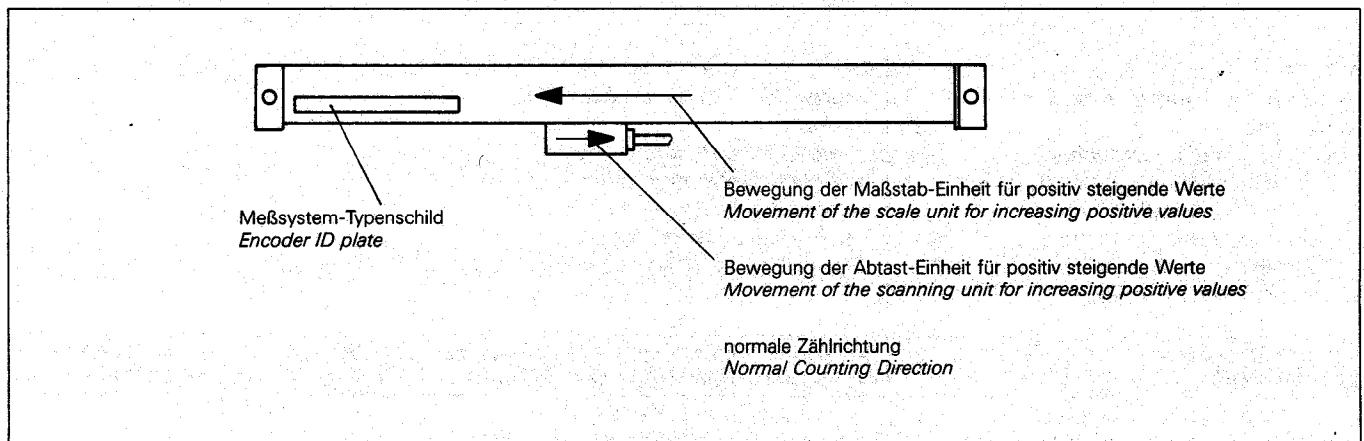 Meßsystem-Typenschild
Encoder ID plate
Bewegung der Maßstab-Einheit für positiv steigende Werte
Movement of the scale unit for increasing positive values
Bewegung der Abtast-Einheit für positiv steigende Werte
Movement of the scanning unit for increasing positive values
normale Zählrichtung
Normal Counting Direction